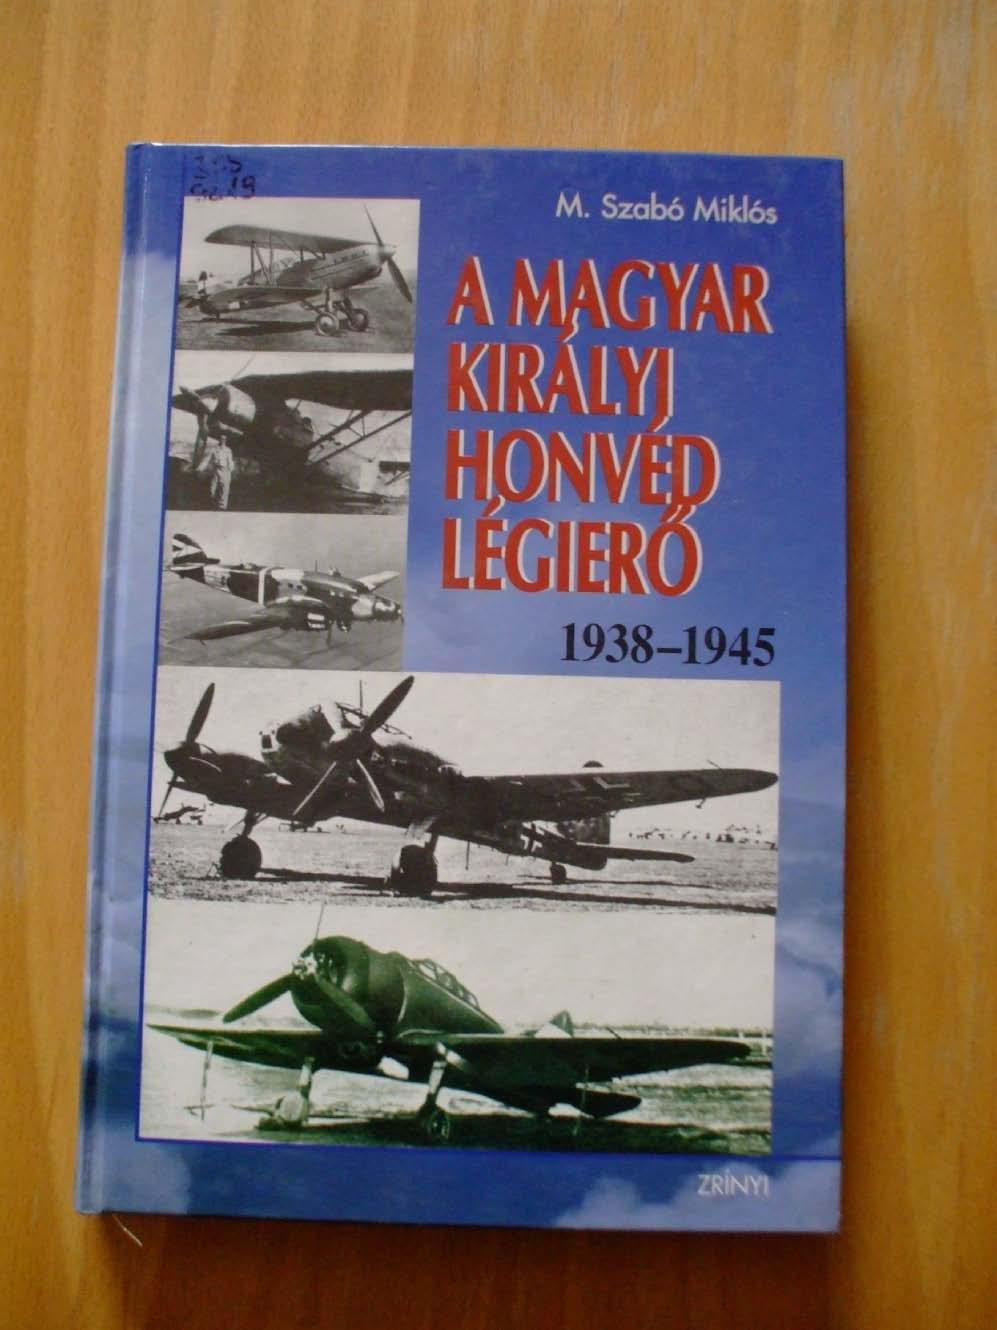 M. Szabó Miklós
A MAGYAR
KIRÁLYI
HONVÉD
LÉGIERŐ
1938–1945
ZRÍNYI